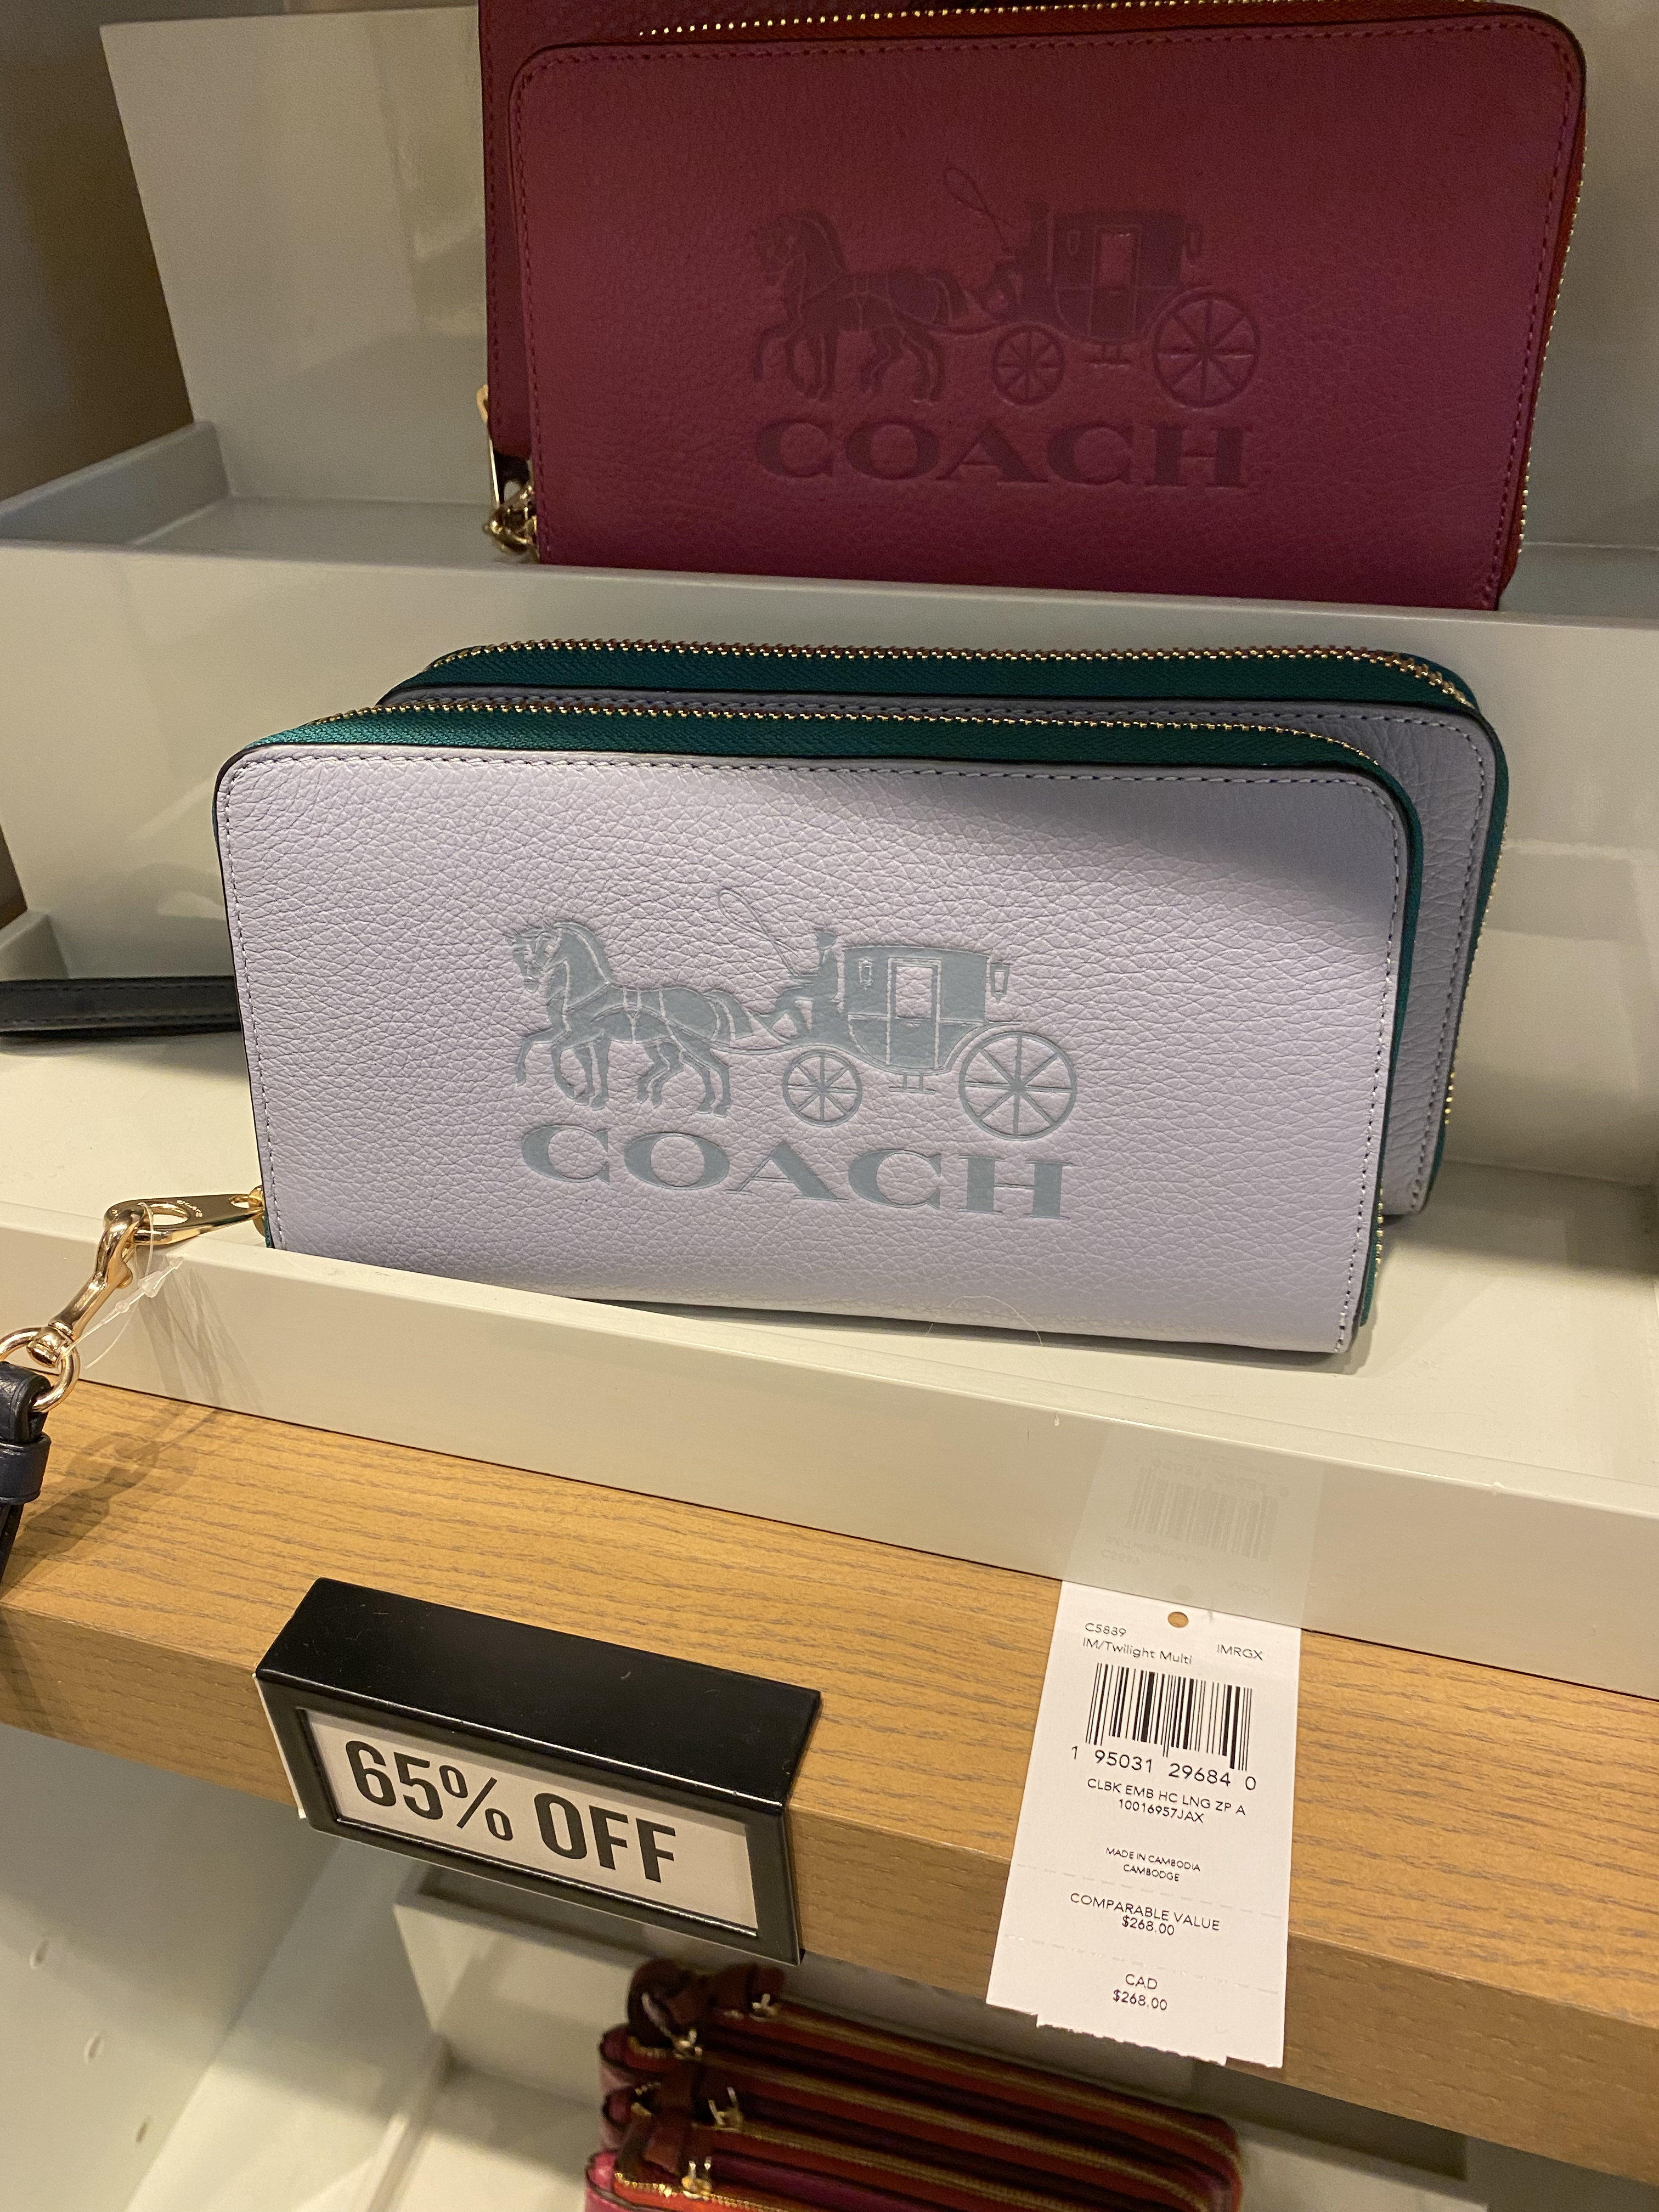 COACH
COACH
65% OFF
C5889
IM/Twilight Multi IMRGX
1 95031 29684 0
CLBK EMB HC LNG ZP A
10016957JAX
MADE IN CAMBODIA
CAMBODGE
COMPARABLE VALUE
$268.00
CAD
$268.00